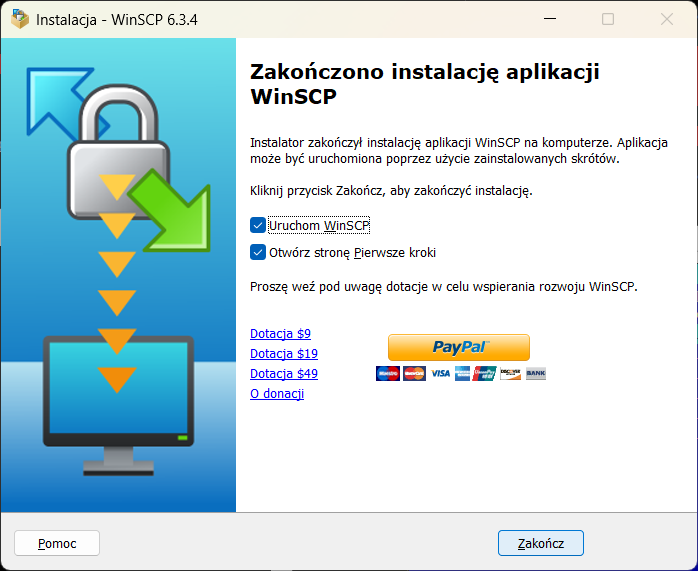 Instalacja - WinSCP 6.3.4
Zakończono instalację aplikacji
WinSCP
Instalator zakończył instalację aplikacji WinSCP na komputerze. Aplikacja
może być uruchomiona poprzez użycie zainstalowanych skrótów.
Kliknij przycisk Zakończ, aby zakończyć instalację.
Uruchom WinSCP
Otwórz stronę Pierwsze kroki
Proszę weź pod uwagę dotacje w celu wspierania rozwoju WinSCP.
Dotacja $9
Dotacja $19
Dotacja $49
O donacji
PayPal
Maestro MasterCard VISA DISCOVER BANK
Pomoc
Zakończ